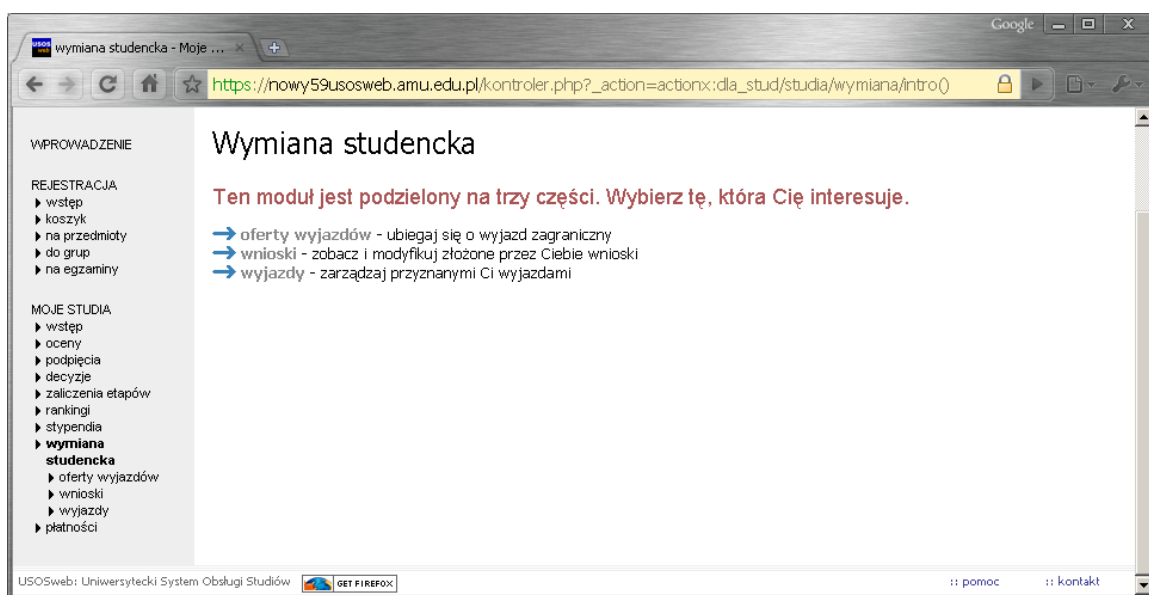 Google
USOS web wymiana studencka - Moje ...
https://nowy59usosweb.amu.edu.pl/kontroler.php?_action=actionx:dla_stud/studia/wymiana/intro()
WPROWADZENIE
REJESTRACJA
wstęp
koszyk
na przedmioty
do grup
na egzaminy
MOJE STUDIA
wstęp
oceny
podpięcia
decyzje
zaliczenia etapów
rankingi
stypendia
wymiana
studencka
oferty wyjazdów
wnioski
wyjazdy
płatności
Wymiana studencka
Ten moduł jest podzielony na trzy części. Wybierz tę, która Cię interesuje.
oferty wyjazdów - ubiegaj się o wyjazd zagraniczny
wnioski - zobacz i modyfikuj złożone przez Ciebie wnioski
wyjazdy - zarządzaj przyznanymi Ci wyjazdami
USOSweb: Uniwersytecki System Obsługi Studiów GET FIREFOX :: pomoc :: kontakt